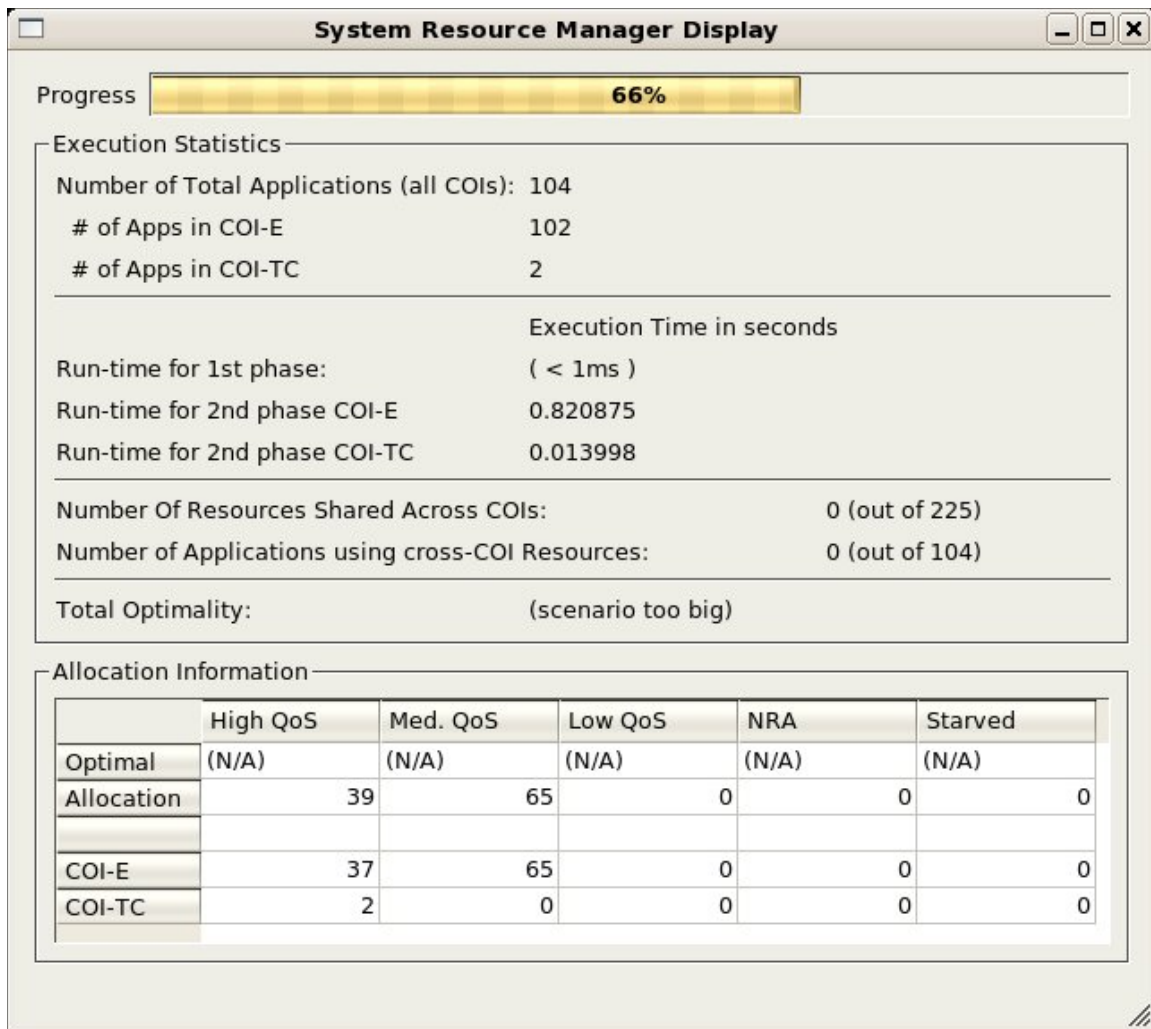 System Resource Manager Display
Progress 66%
Execution Statistics
Number of Total Applications (all COIs): 104
# of Apps in COI-E 102
# of Apps in COI-TC 2
Execution Time in seconds
Run-time for 1st phase: ( < 1ms )
Run-time for 2nd phase COI-E 0.820875
Run-time for 2nd phase COI-TC 0.013998
Number Of Resources Shared Across COIs: 0 (out of 225)
Number of Applications using cross-COI Resources: 0 (out of 104)
Total Optimality: (scenario too big)
Allocation Information
High QoS Med. QoS Low QoS NRA Starved
Optimal (N/A) (N/A) (N/A) (N/A) (N/A)
Allocation 39 65 0 0 0
COI-E 37 65 0 0 0
COI-TC 2 0 0 0 0